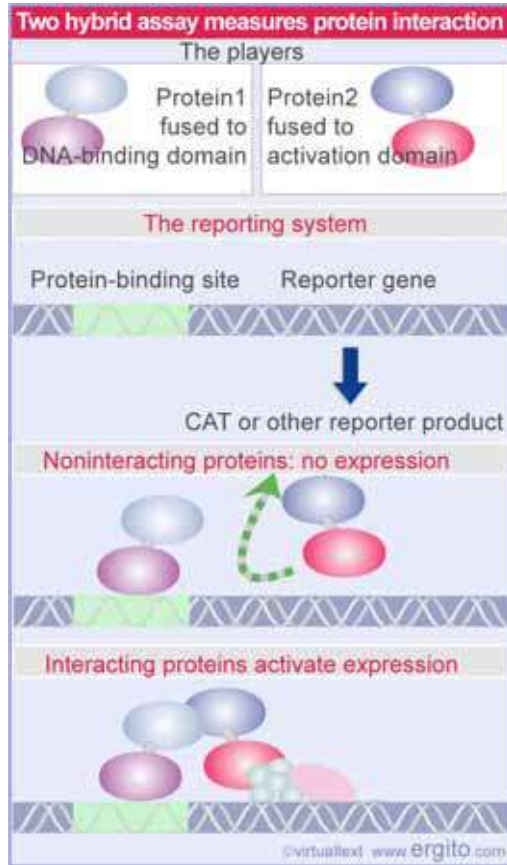 Two hybrid assay measures protein interaction
The players
Protein1
fused to
DNA-binding domain
Protein2
fused to
activation domain
The reporting system
Protein-binding site
Reporter gene
CAT or other reporter product
Noninteracting proteins: no expression
Interacting proteins activate expression
©virtualtext www.ergito.com